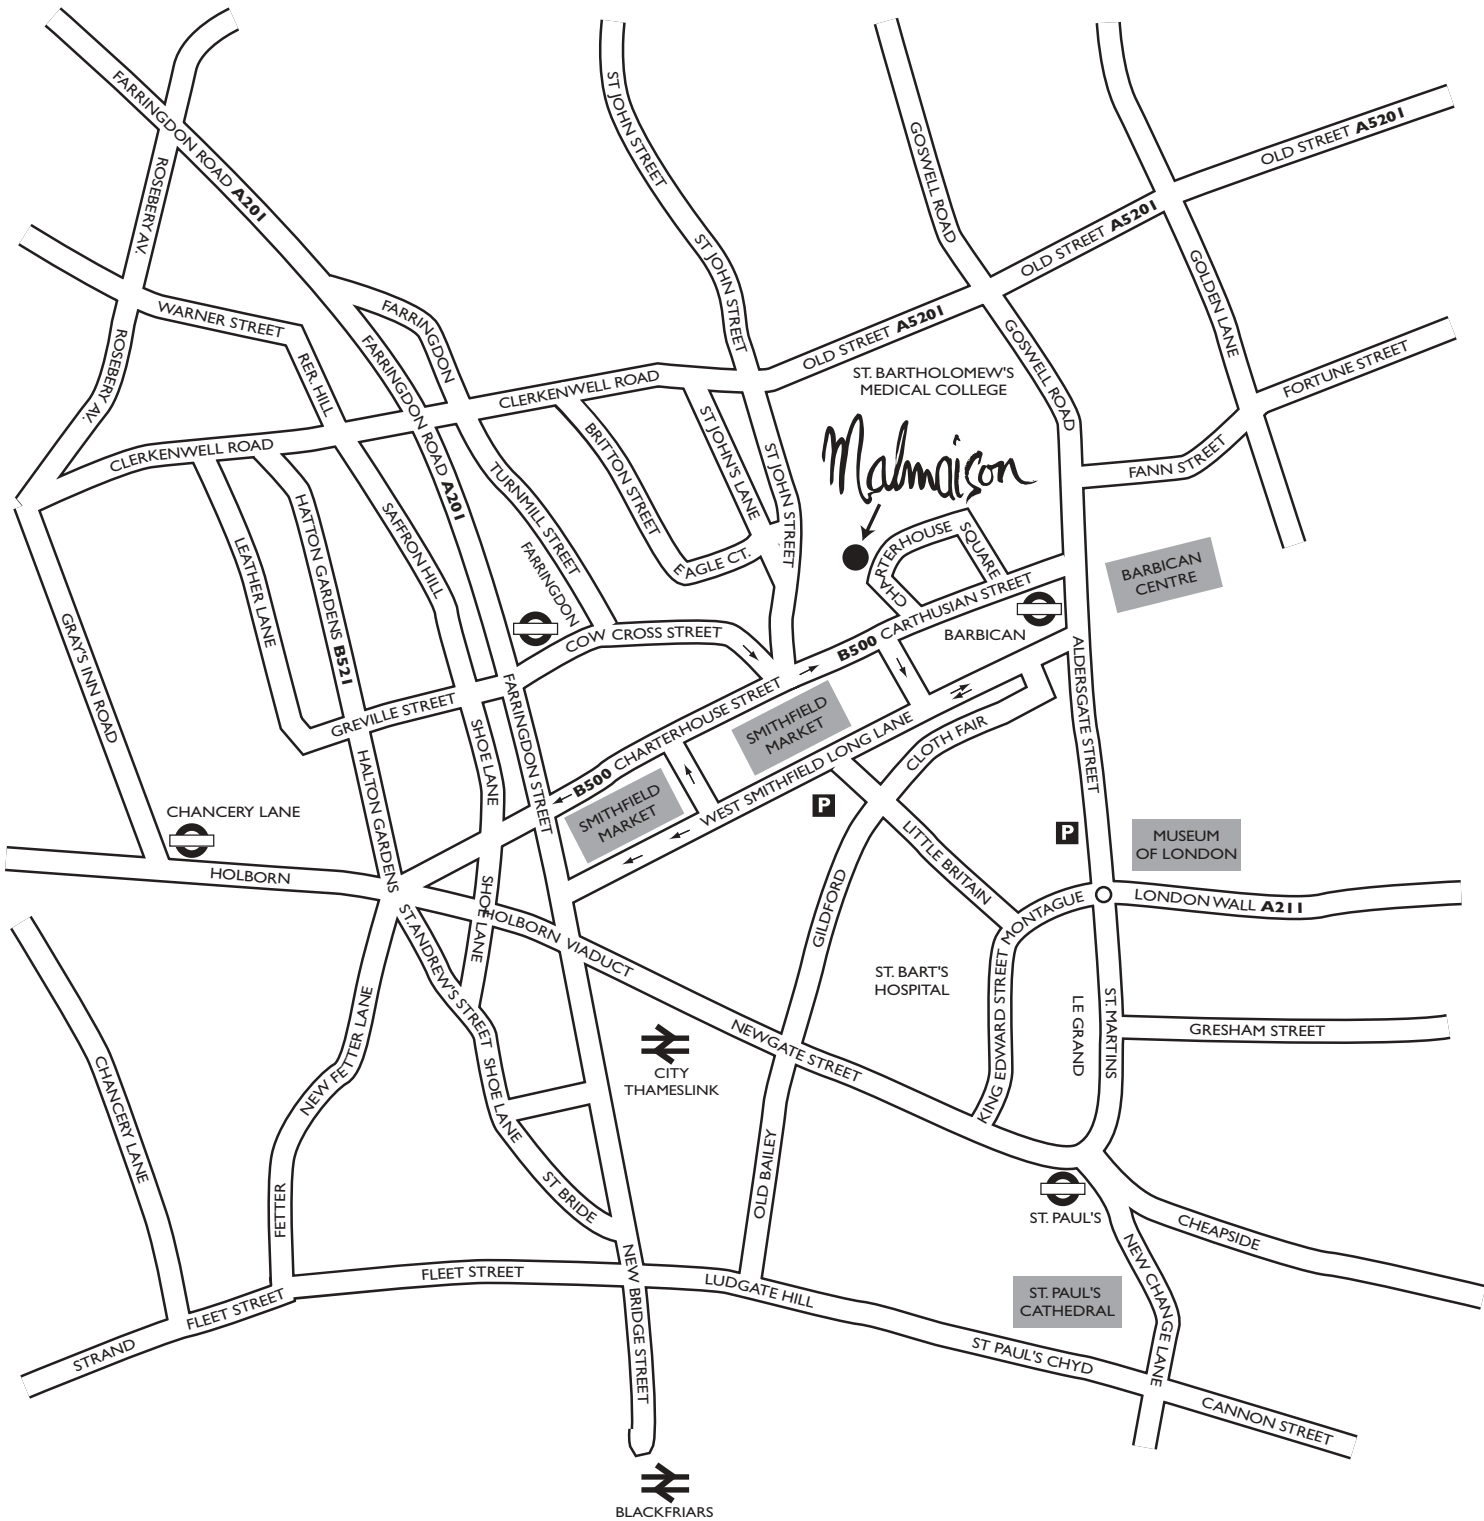 FARRINGDON ROAD A201
ROSEBERY AV.
ST JOHN STREET
GOSWELL ROAD
OLD STREET A5201
OLD STREET A5201
ST JOHN STREET
GOLDEN LANE
WARNER STREET
FARRINGDON
ROSEBERY AV.
RER. HILL
FARRINGDON ROAD A201
OLD STREET A5201
GOSWELL ROAD
FORTUNE STREET
CLERKENWELL ROAD
ST. BARTHOLOMEW'S
MEDICAL COLLEGE
CLERKENWELL ROAD
BRITTON STREET
ST JOHN'S LANE
ST JOHN STREET
Malmaison
FANN STREET
TURNMILL STREET
HATTON GARDENS B521
SAFFRON HILL
LEATHER LANE
FARRINGDON
EAGLE CT.
CHARTERHOUSE
SQUARE
BARBICAN
CENTRE
GRAY'S INN ROAD
COW CROSS STREET
B500 CARTHUSIAN STREET
BARBICAN
ALDERSGATE STREET
GREVILLE STREET
SHOE LANE
FARRINGDON STREET
B500 CHARTERHOUSE STREET
SMITHFIELD
MARKET
SMITHFIELD
MARKET
WEST SMITHFIELD LONG LANE
CLOTH FAIR
HALTON GARDENS
CHANCERY LANE
P
P
MUSEUM
OF LONDON
HOLBORN
LITTLE BRITAIN
GILDFORD
MONTAGUE
LONDON WALL A211
SHOE LANE
HOLBORN VIADUCT
ST. ANDREW'S STREET
ST. BART'S
HOSPITAL
KING EDWARD STREET
LE GRAND
ST. MARTINS
GRESHAM STREET
NEW FETTER LANE
CHANCERY LANE
CITY
THAMESLINK
NEWGATE STREET
SHOE LANE
OLD BAILEY
ST BRIDE
FETTER
ST. PAUL'S
CHEAPSIDE
NEW CHANGE LANE
FLEET STREET
FLEET STREET
NEW BRIDGE STREET
LUDGATE HILL
ST. PAUL'S
CATHEDRAL
STRAND
ST PAUL'S CHYD
CANNON STREET
BLACKFRIARS